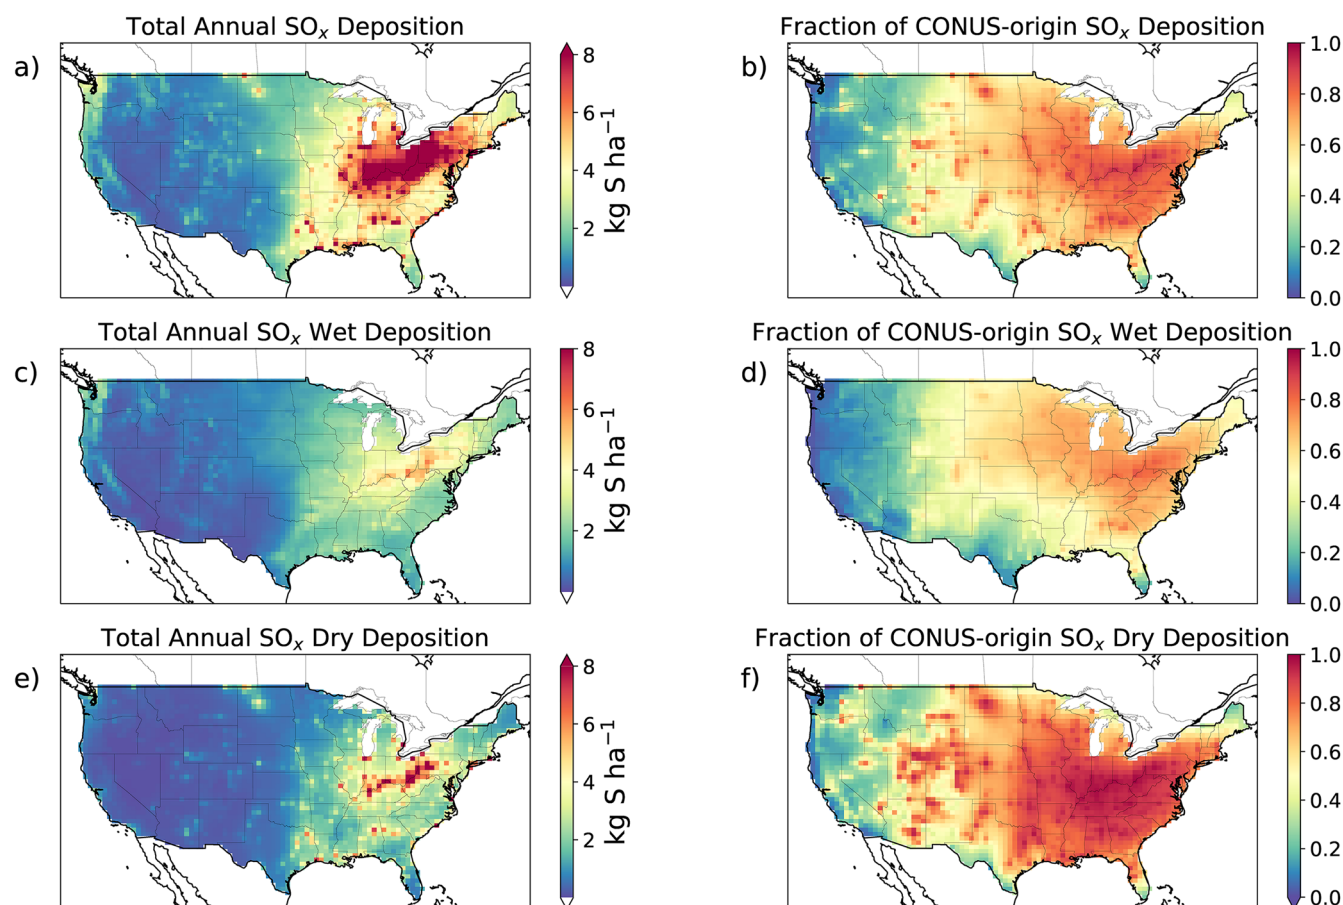 Total Annual SOₓ Deposition
Fraction of CONUS-origin SOₓ Deposition
a)
8
6
4
2
kg S ha⁻¹
b)
1.0
0.8
0.6
0.4
0.2
0.0
Total Annual SOₓ Wet Deposition
Fraction of CONUS-origin SOₓ Wet Deposition
c)
8
6
4
2
kg S ha⁻¹
d)
1.0
0.8
0.6
0.4
0.2
0.0
Total Annual SOₓ Dry Deposition
Fraction of CONUS-origin SOₓ Dry Deposition
e)
8
6
4
2
kg S ha⁻¹
f)
1.0
0.8
0.6
0.4
0.2
0.0